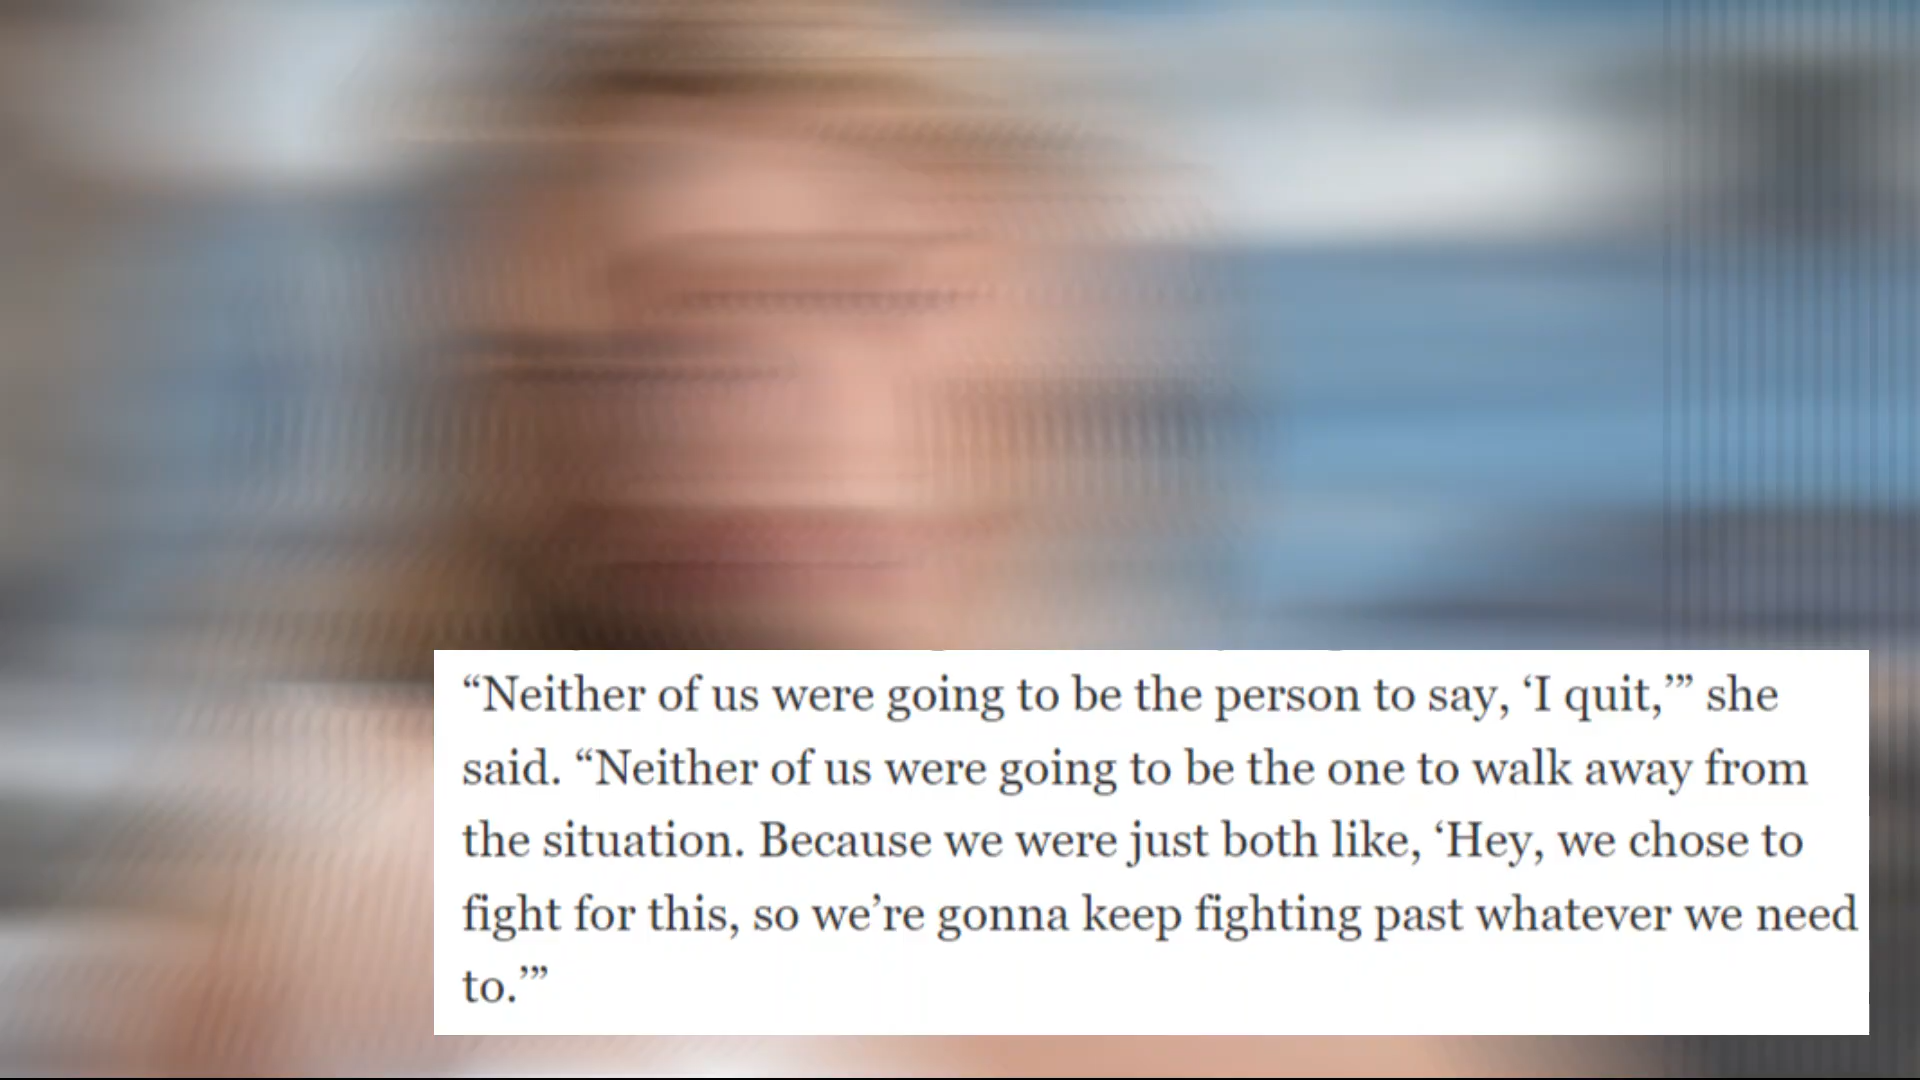 “Neither of us were going to be the person to say, ‘I quit,’” she
said. “Neither of us were going to be the one to walk away from
the situation. Because we were just both like, ‘Hey, we chose to
fight for this, so we’re gonna keep fighting past whatever we need
to.’”